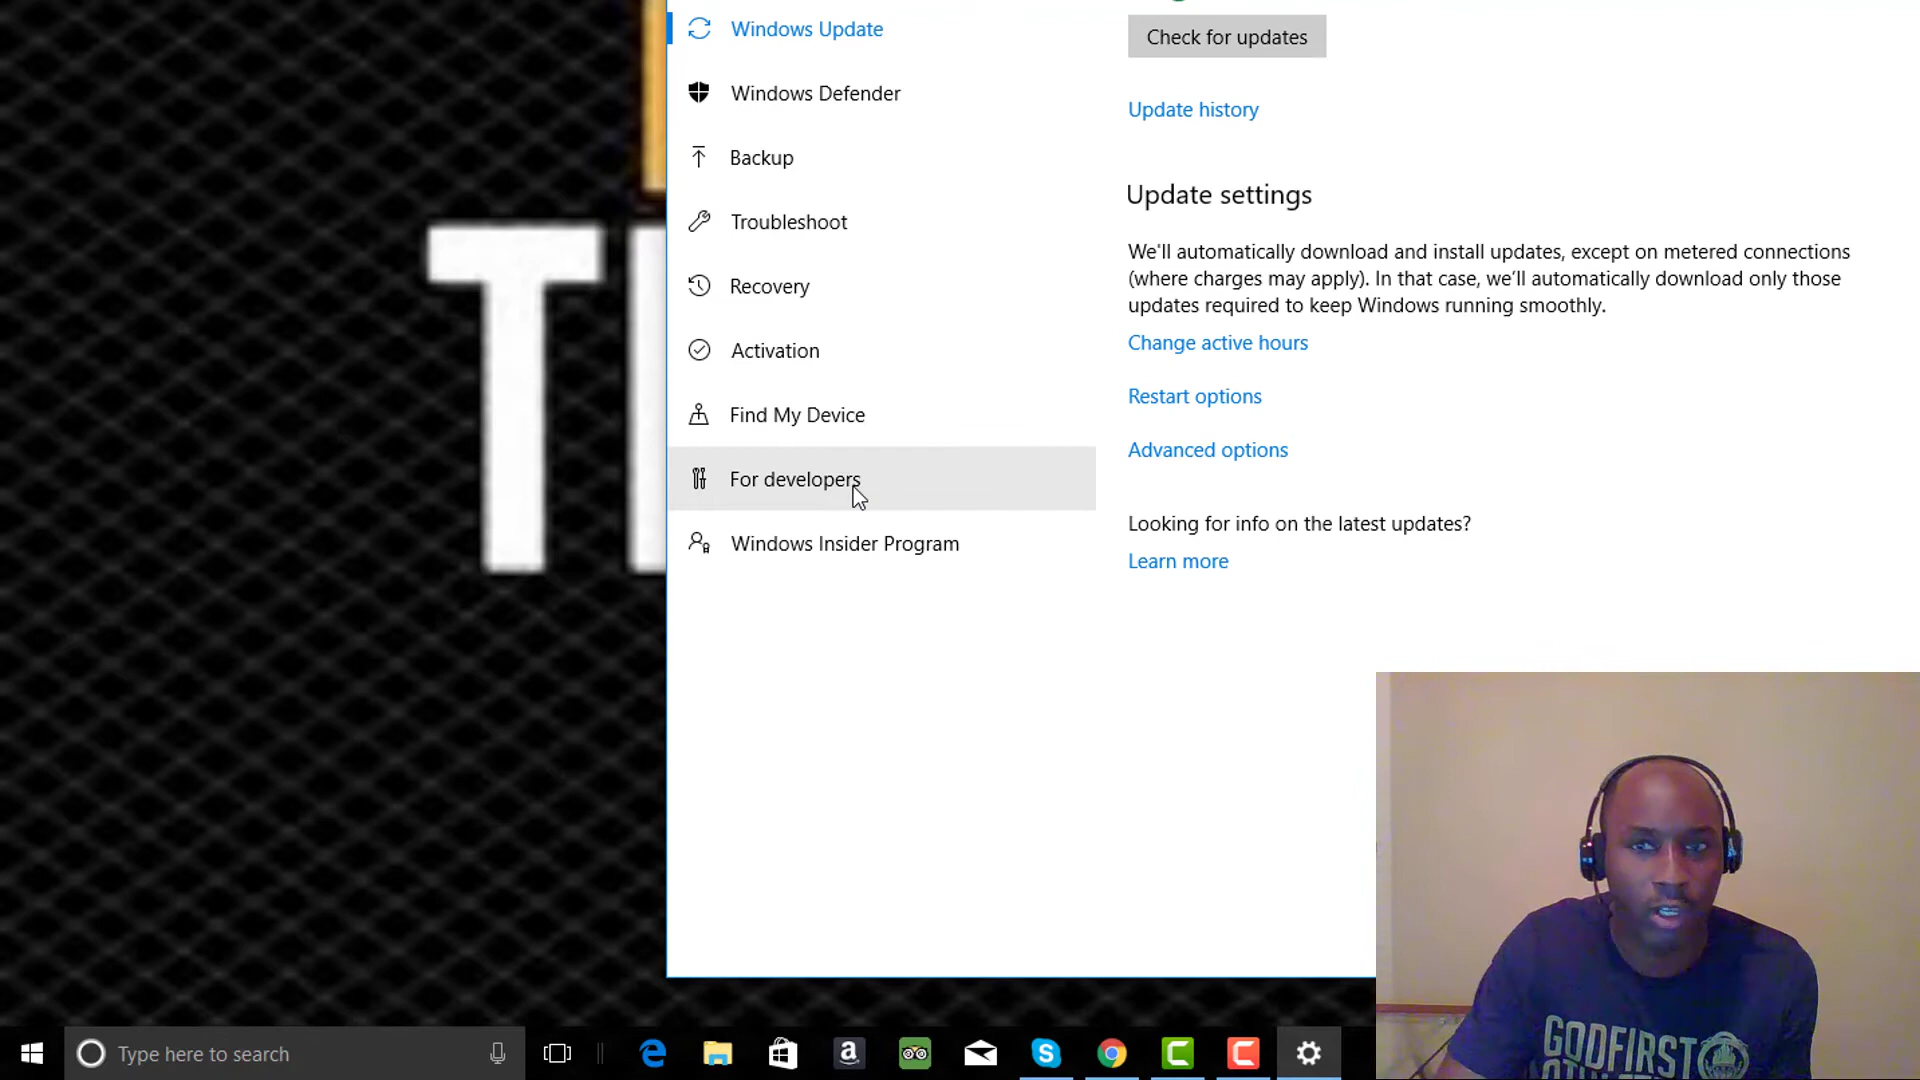 Windows Update
Windows Defender
Backup
Troubleshoot
Recovery
Activation
Find My Device
For developers
Windows Insider Program
Check for updates
Update history
Update settings
We'll automatically download and install updates, except on metered connections
(where charges may apply). In that case, we'll automatically download only those
updates required to keep Windows running smoothly.
Change active hours
Restart options
Advanced options
Looking for info on the latest updates?
Learn more
T
GODFIRST
Type here to search